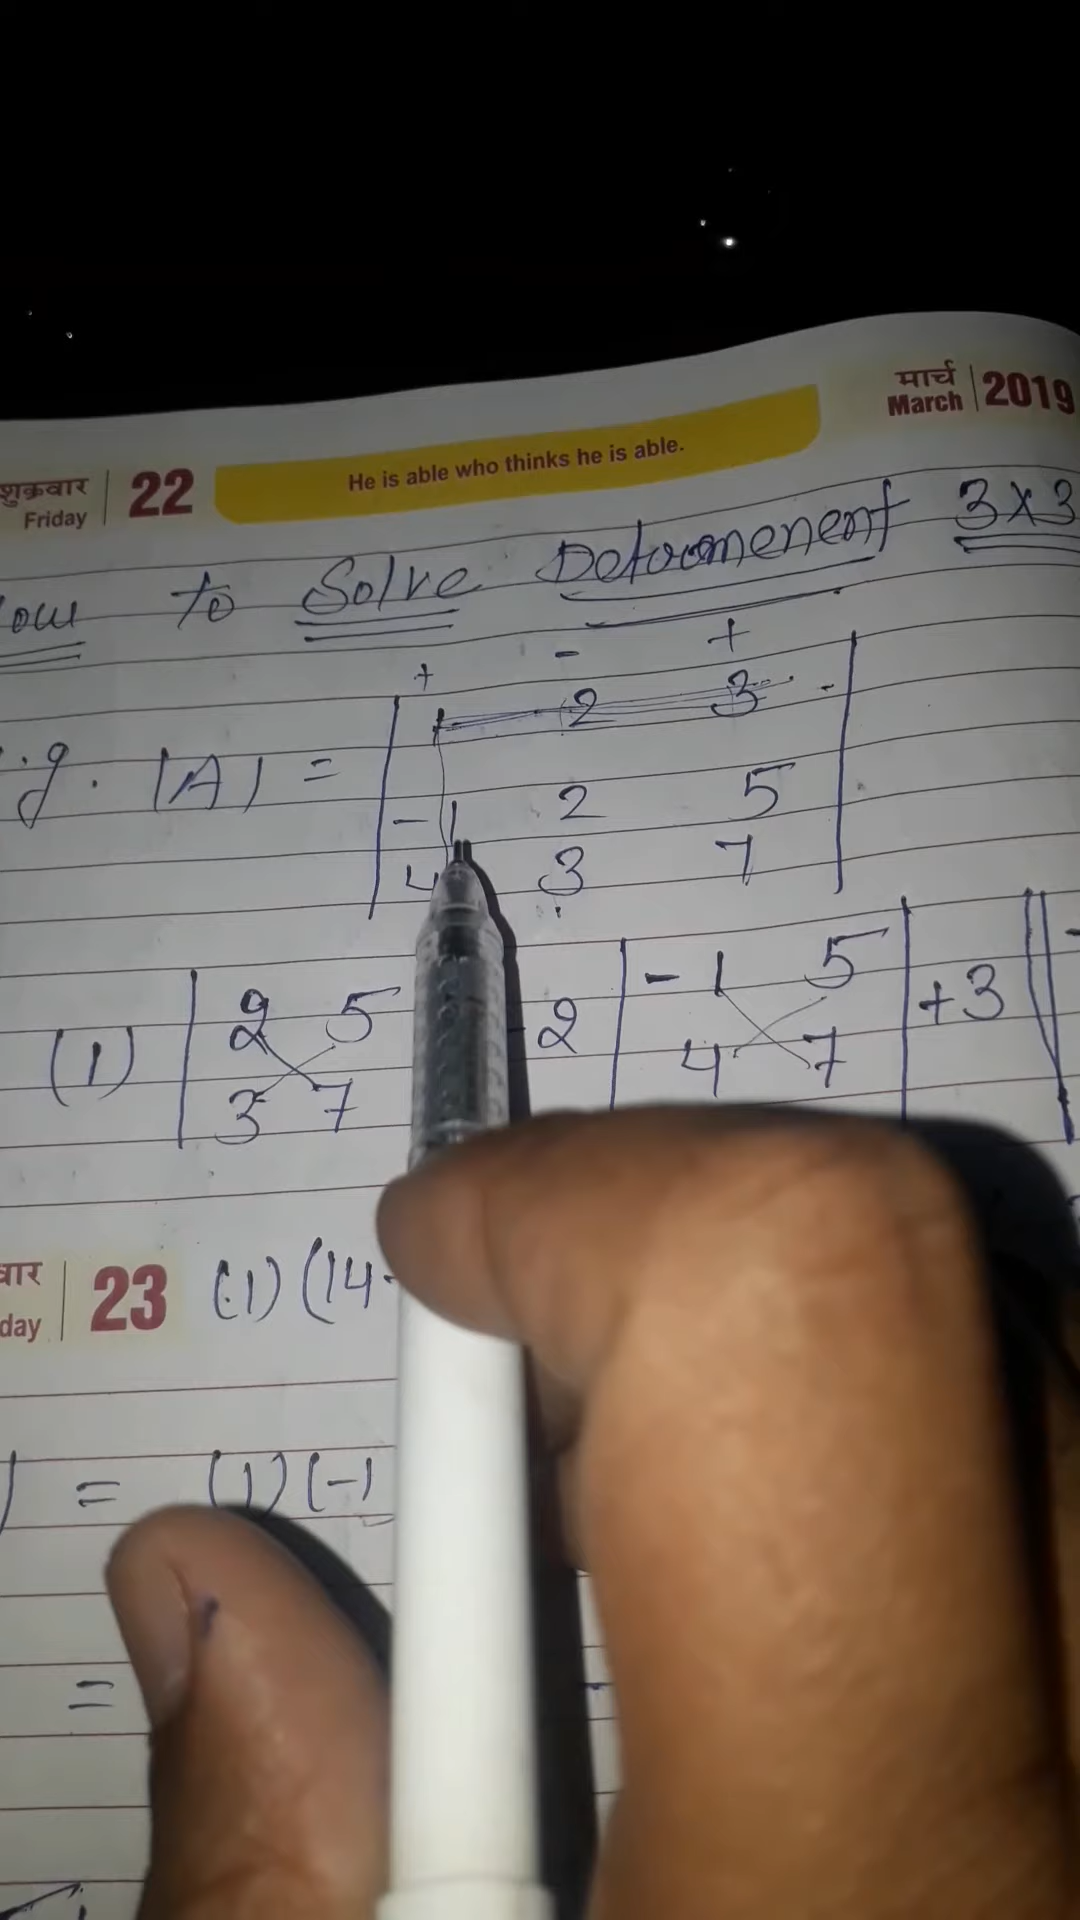 मार्च
March 2019
शुक्रवार 22
Friday
He is able who thinks he is able.
to Solve Detoomenent 3x3
+ - +
2 3
.g. |A| =
-1 2 5
4 3 7
(1) 2 5 2 -1 5 +3
3 7 4 7
23 (1) (14-
= (1) (-1
=